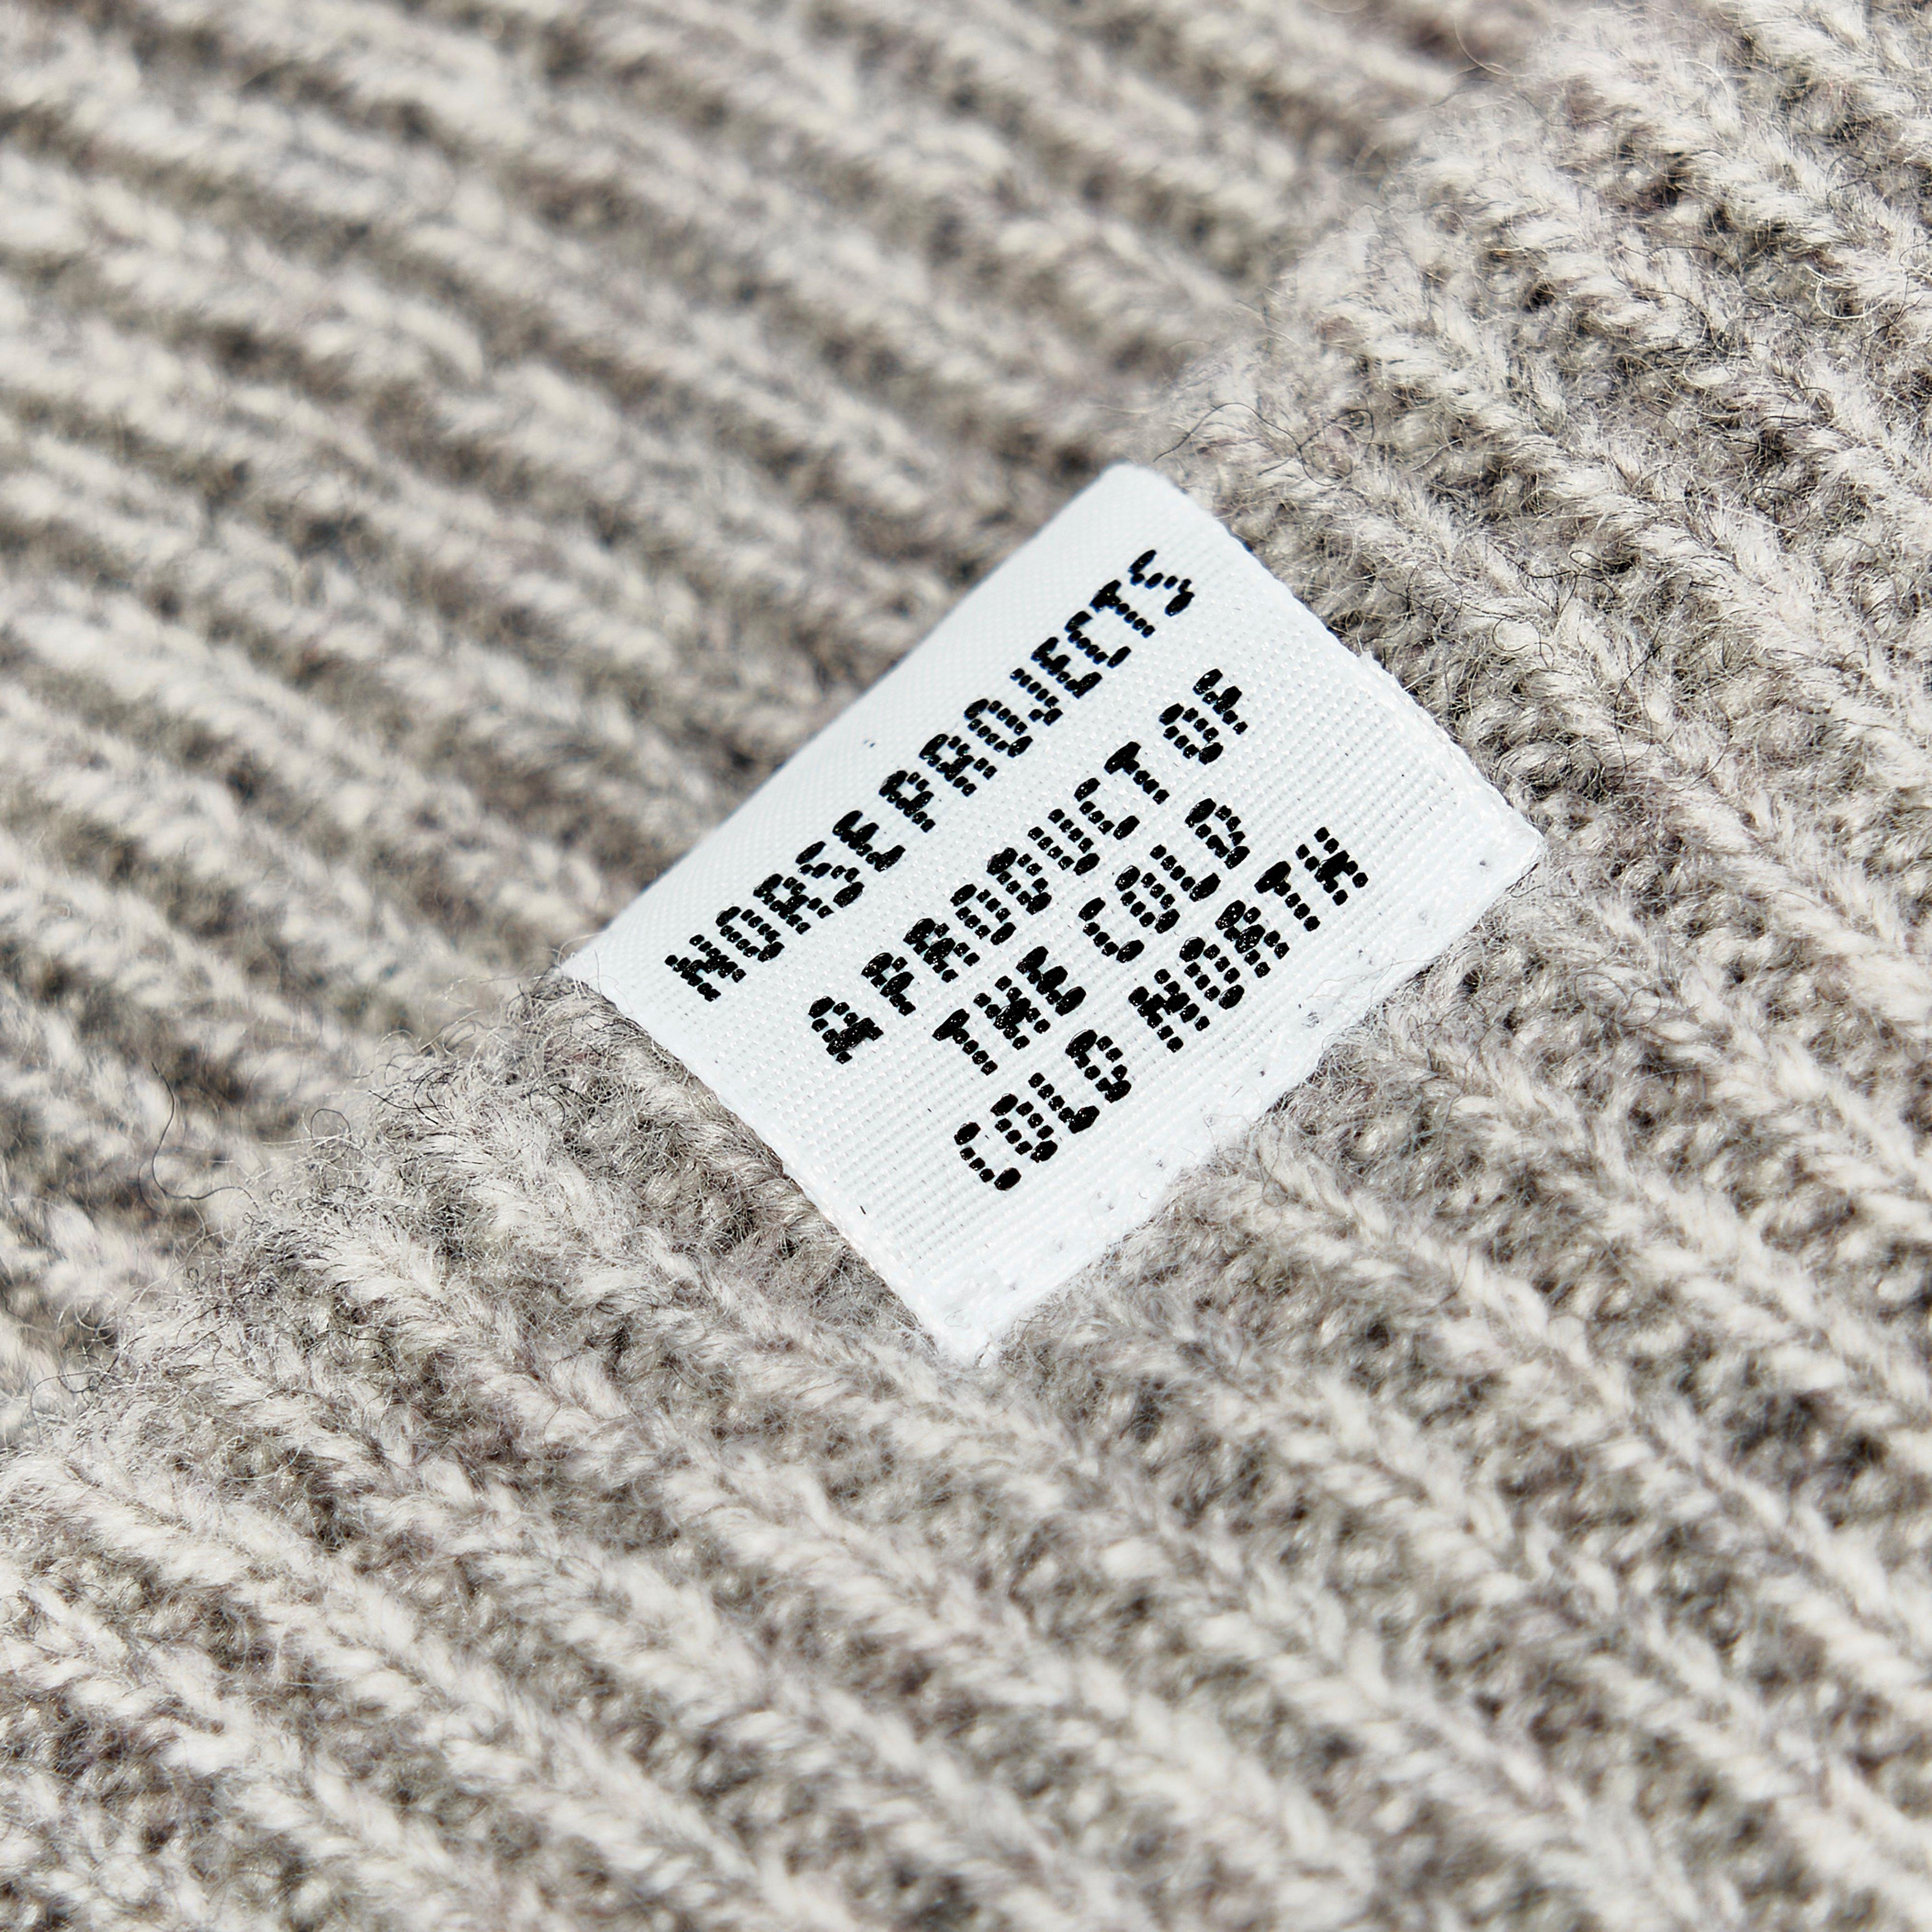 NORSE PROJECTS
A PRODUCT OF
THE COLD
COLD NORTH